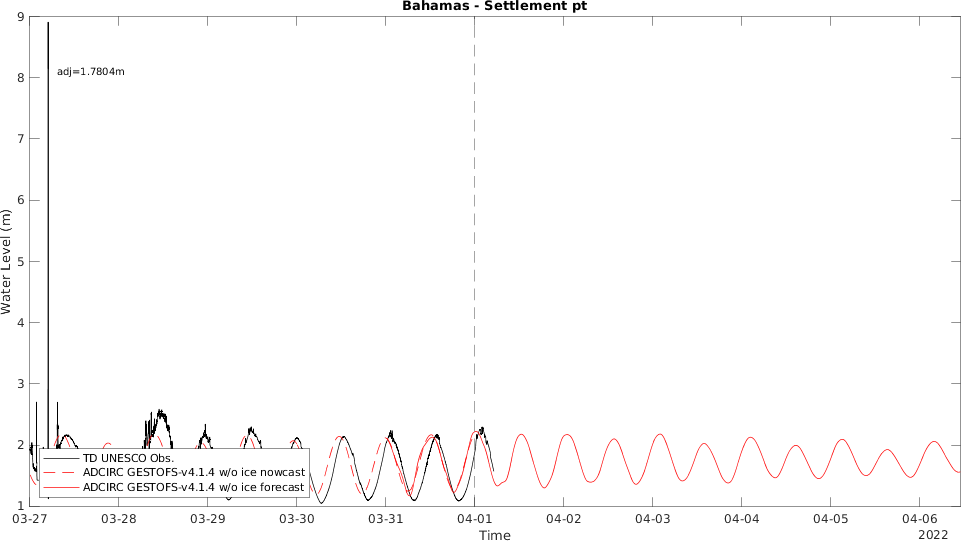 Bahamas - Settlement pt
9
adj=1.7804m
8
7
6
5
4
3
2
1
Water Level (m)
TD UNESCO Obs.
ADCIRC GESTOFS-v4.1.4 w/o ice nowcast
ADCIRC GESTOFS-v4.1.4 w/o ice forecast
03-27 03-28 03-29 03-30 03-31 04-01 04-02 04-03 04-04 04-05 04-06
Time
2022